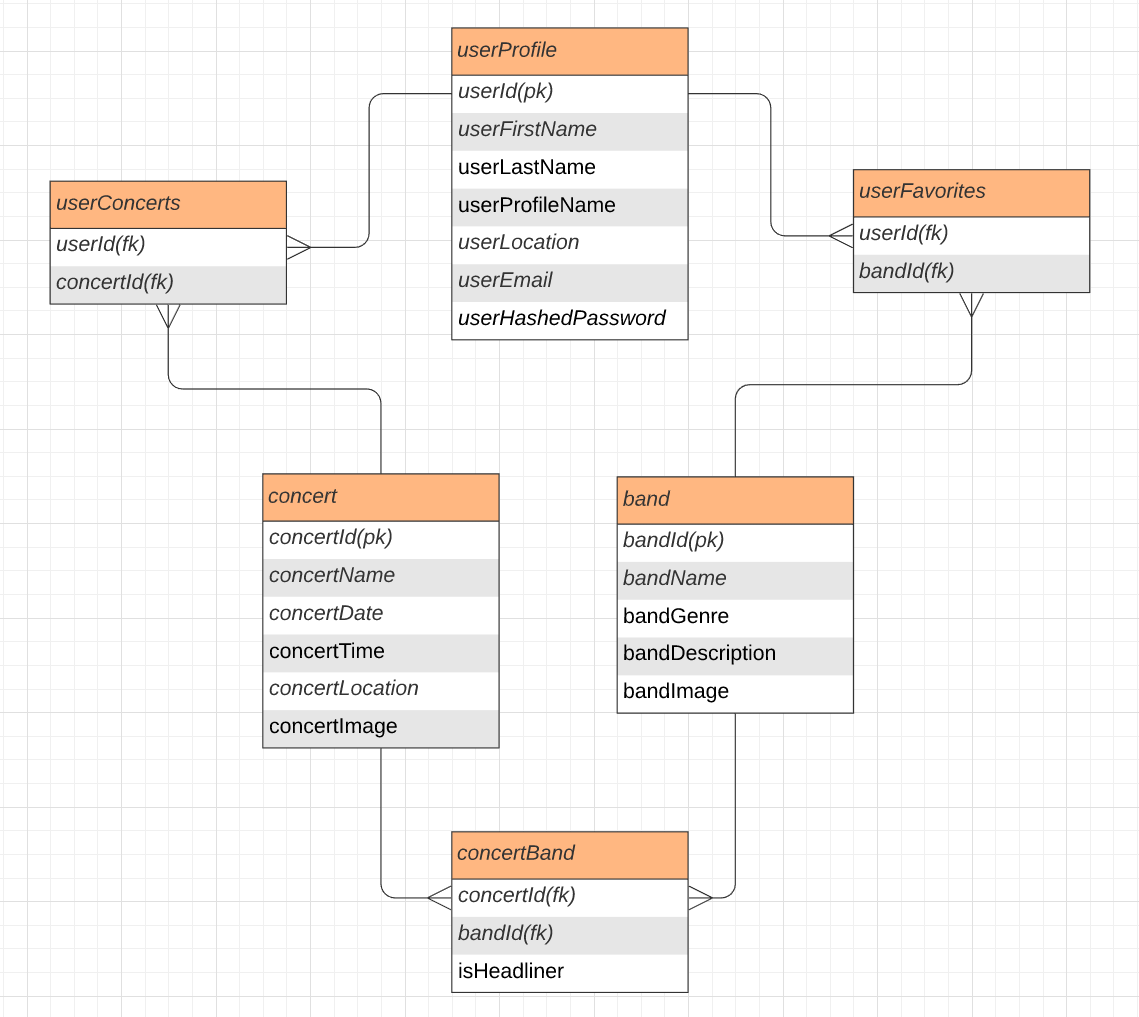 userProfile
userId(pk)
userFirstName
userLastName
userProfileName
userLocation
userEmail
userHashedPassword
userConcerts
userId(fk)
concertId(fk)
userFavorites
userId(fk)
bandId(fk)
concert
concertId(pk)
concertName
concertDate
concertTime
concertLocation
concertImage
band
bandId(pk)
bandName
bandGenre
bandDescription
bandImage
concertBand
concertId(fk)
bandId(fk)
isHeadliner